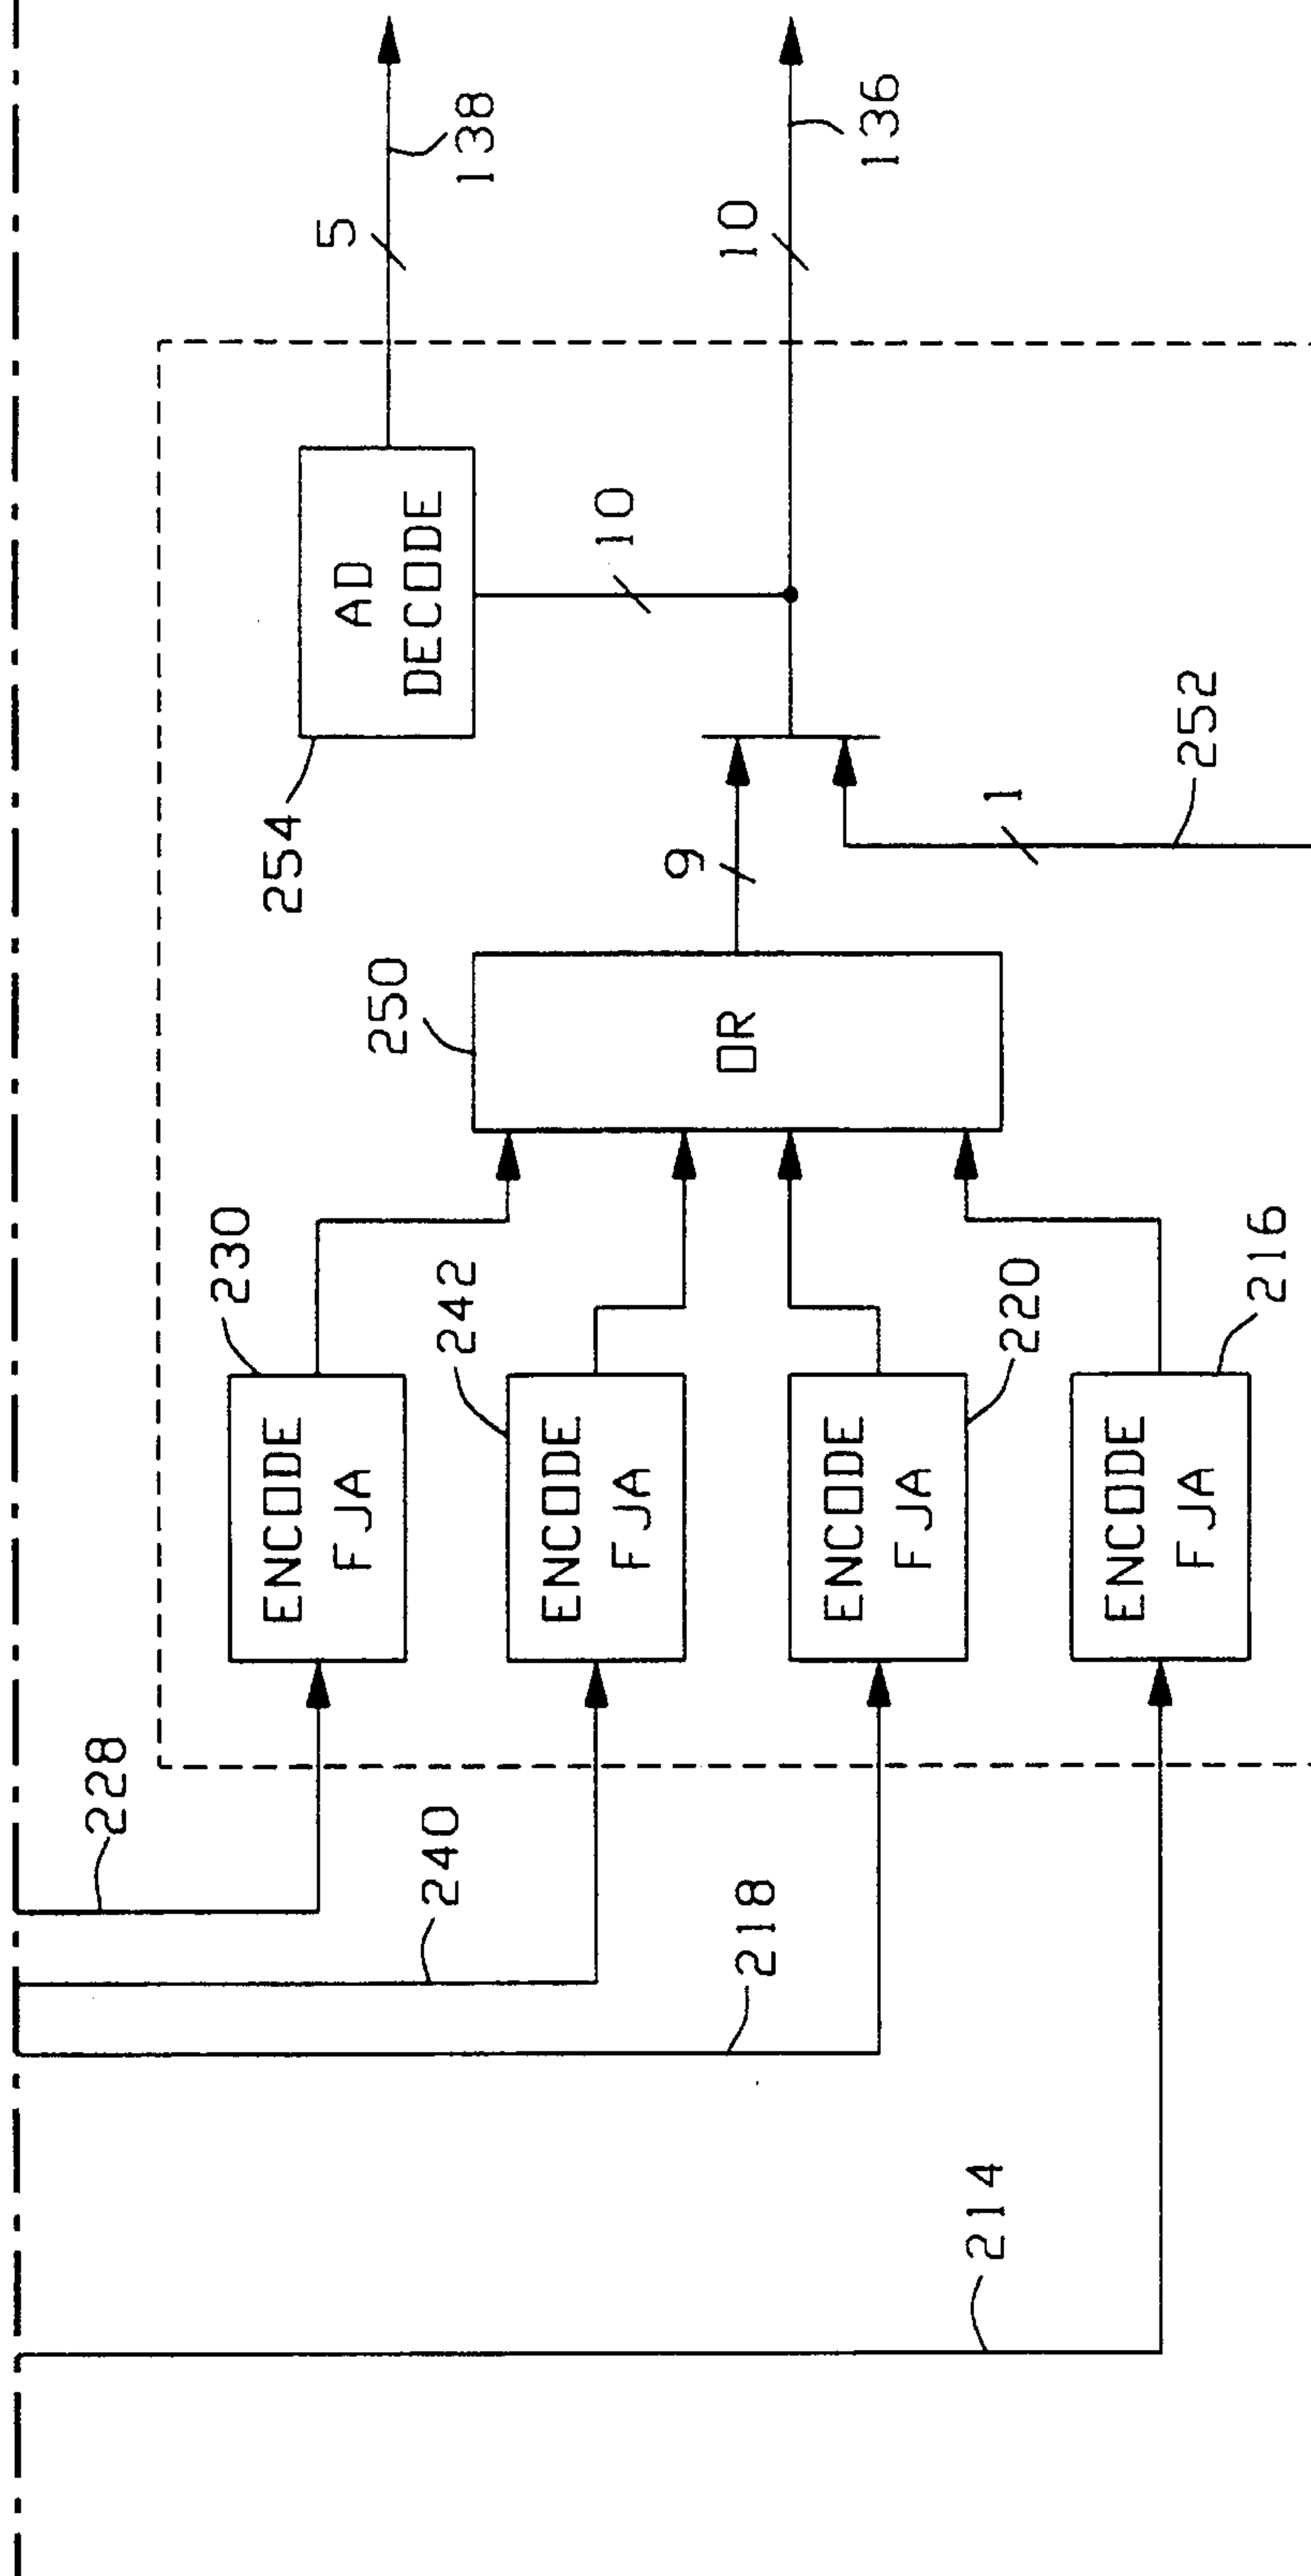 228
240
218
214
230
ENCODE
FJA
242
ENCODE
FJA
220
ENCODE
FJA
216
ENCODE
FJA
250
OR
9
1
252
254
AD
DECODE
10
5
138
10
136